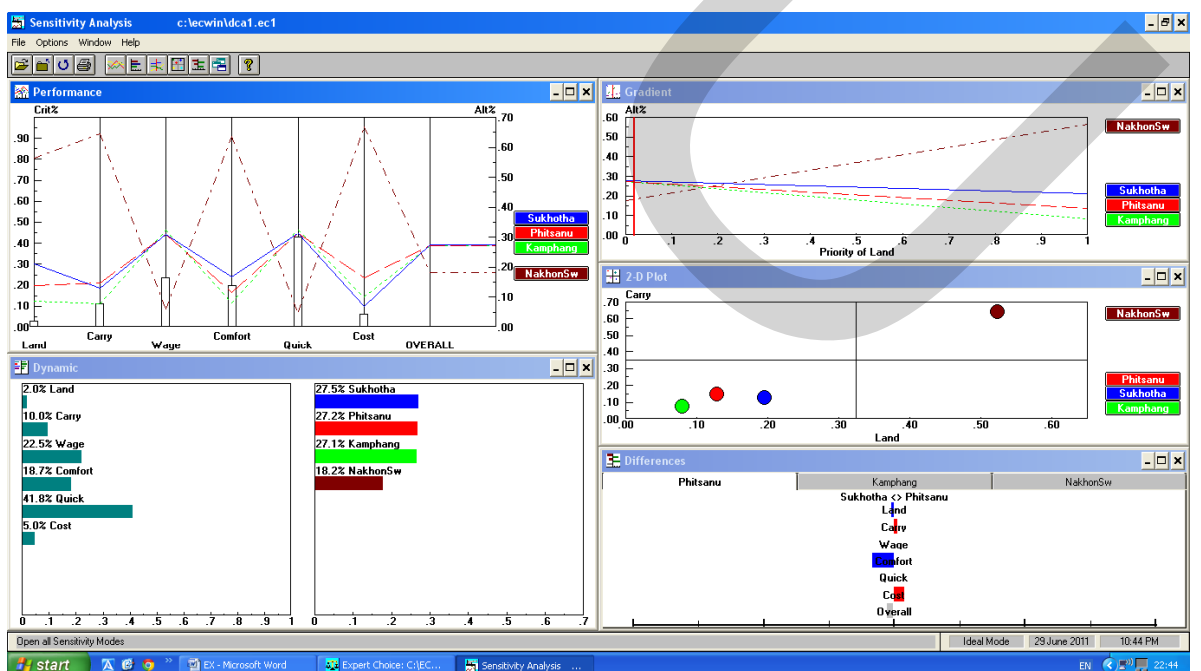 Sensitivity Analysis c:\ecwin\dca1.ec1
File Options Window Help
Performance
Crit% Alt%
.90
.80
.70
.60
.50
.40
.30
.20
.10
.00
.70
.60
.50
.40
.30
.20
.10
.00
Sukhotha
Phitsanu
Kamphang
NakhonSw
Land Carry Wage Comfort Quick Cost OVERALL
Gradient
Alt%
.60
.50
.40
.30
.20
.10
.00
0 .1 .2 .3 .4 .5 .6 .7 .8 .9 1
Priority of Land
NakhonSw
Sukhotha
Phitsanu
Kamphang
2-D Plot
Carry
.70
.60
.50
.40
.30
.20
.10
.00
.00 .10 .20 .30 .40 .50 .60
Land
NakhonSw
Phitsanu
Sukhotha
Kamphang
Dynamic
2.0% Land
10.0% Carry
22.5% Wage
18.7% Comfort
41.8% Quick
5.0% Cost
0 .1 .2 .3 .4 .5 .6 .7 .8 .9 1
27.5% Sukhotha
27.2% Phitsanu
27.1% Kamphang
18.2% NakhonSw
0 .1 .2 .3 .4 .5 .6 .7
Differences
Phitsanu Kamphang NakhonSw
Sukhotha <> Phitsanu
Land
Carry
Wage
Comfort
Quick
Cost
Overall
Open all Sensitivity Modes Ideal Mode 29 June 2011 10:44 PM
start EX - Microsoft Word Expert Choice: C:\EC... Sensitivity Analysis ... EN 22:44